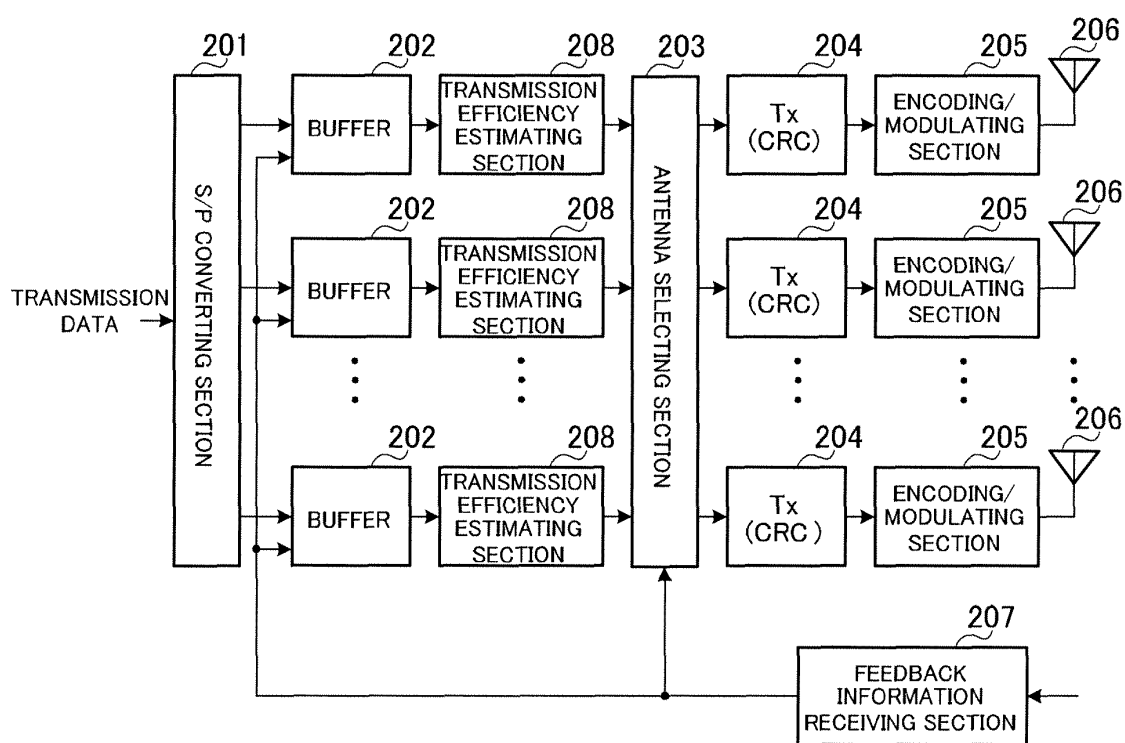 201
202
208
203
204
205
206
S/P CONVERTING SECTION
BUFFER
TRANSMISSION
EFFICIENCY
ESTIMATING
SECTION
ANTENNA SELECTING SECTION
Tx
(CRC)
ENCODING/
MODULATING
SECTION
202
208
204
205
206
BUFFER
TRANSMISSION
EFFICIENCY
ESTIMATING
SECTION
Tx
(CRC)
ENCODING/
MODULATING
SECTION
TRANSMISSION
DATA
202
208
204
205
206
BUFFER
TRANSMISSION
EFFICIENCY
ESTIMATING
SECTION
Tx
(CRC)
ENCODING/
MODULATING
SECTION
207
FEEDBACK
INFORMATION
RECEIVING SECTION